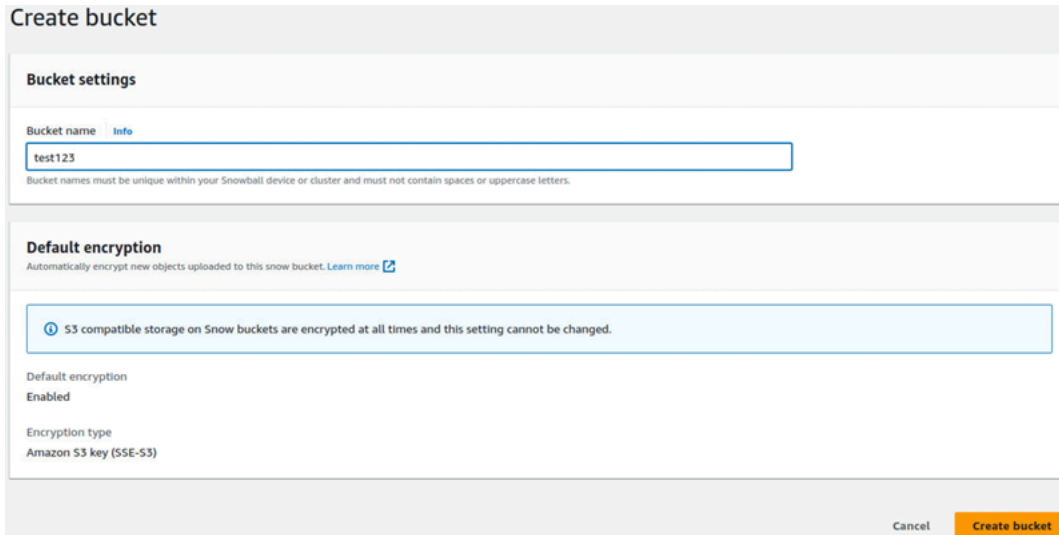 Create bucket
Bucket settings
Bucket name Info
test123
Bucket names must be unique within your Snowball device or cluster and must not contain spaces or uppercase letters.
Default encryption
Automatically encrypt new objects uploaded to this snow bucket. Learn more
S3 compatible storage on Snow buckets are encrypted at all times and this setting cannot be changed.
Default encryption
Enabled
Encryption type
Amazon S3 key (SSE-S3)
Cancel Create bucket